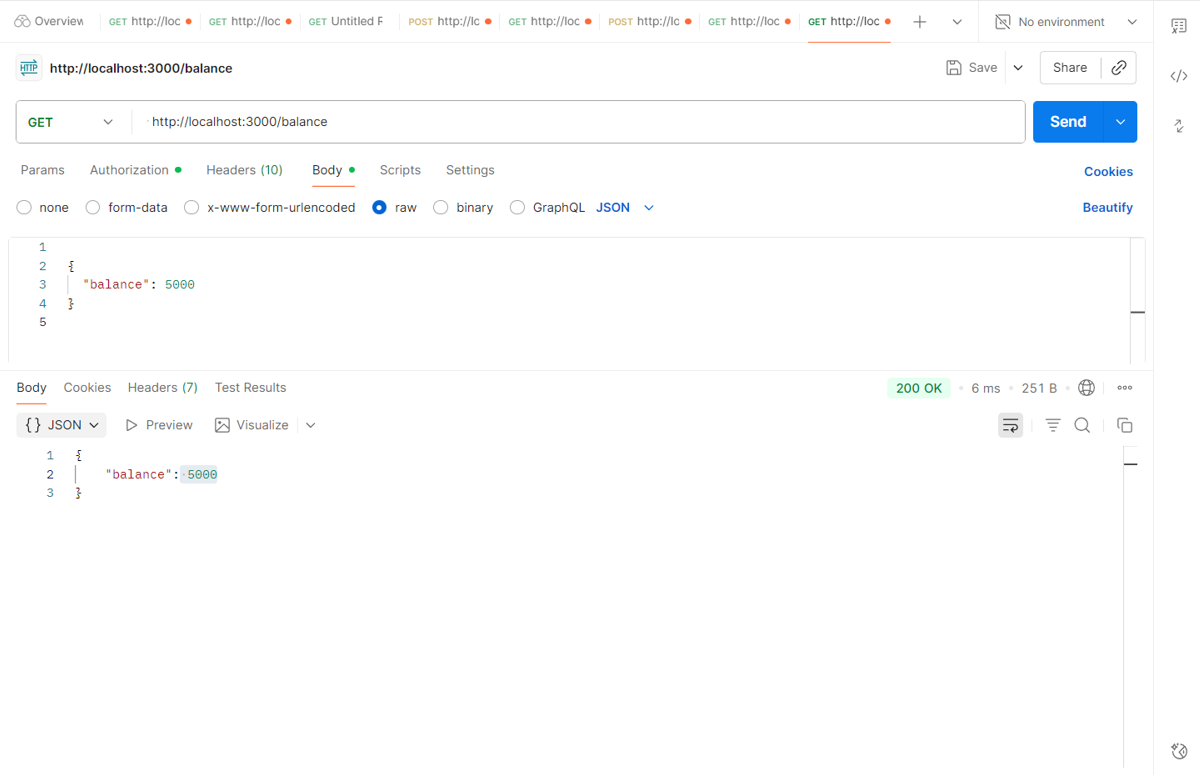 Overview GET http://loc GET http://loc GET Untitled F POST http://lc GET http://loc POST http://lc GET http://loc GET http://loc No environment
HTTP http://localhost:3000/balance Save Share
GET http://localhost:3000/balance Send
Params Authorization Headers (10) Body Scripts Settings Cookies
none form-data x-www-form-urlencoded raw binary GraphQL JSON Beautify
1
2 {
3 "balance": 5000
4 }
5
Body Cookies Headers (7) Test Results 200 OK 6 ms 251 B
{} JSON Preview Visualize
1 {
2 "balance": 5000
3 }